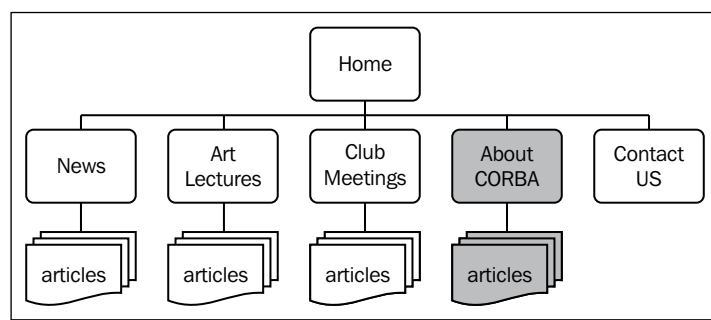 Home
News
Art
Lectures
Club
Meetings
About
CORBA
Contact
US
articles
articles
articles
articles